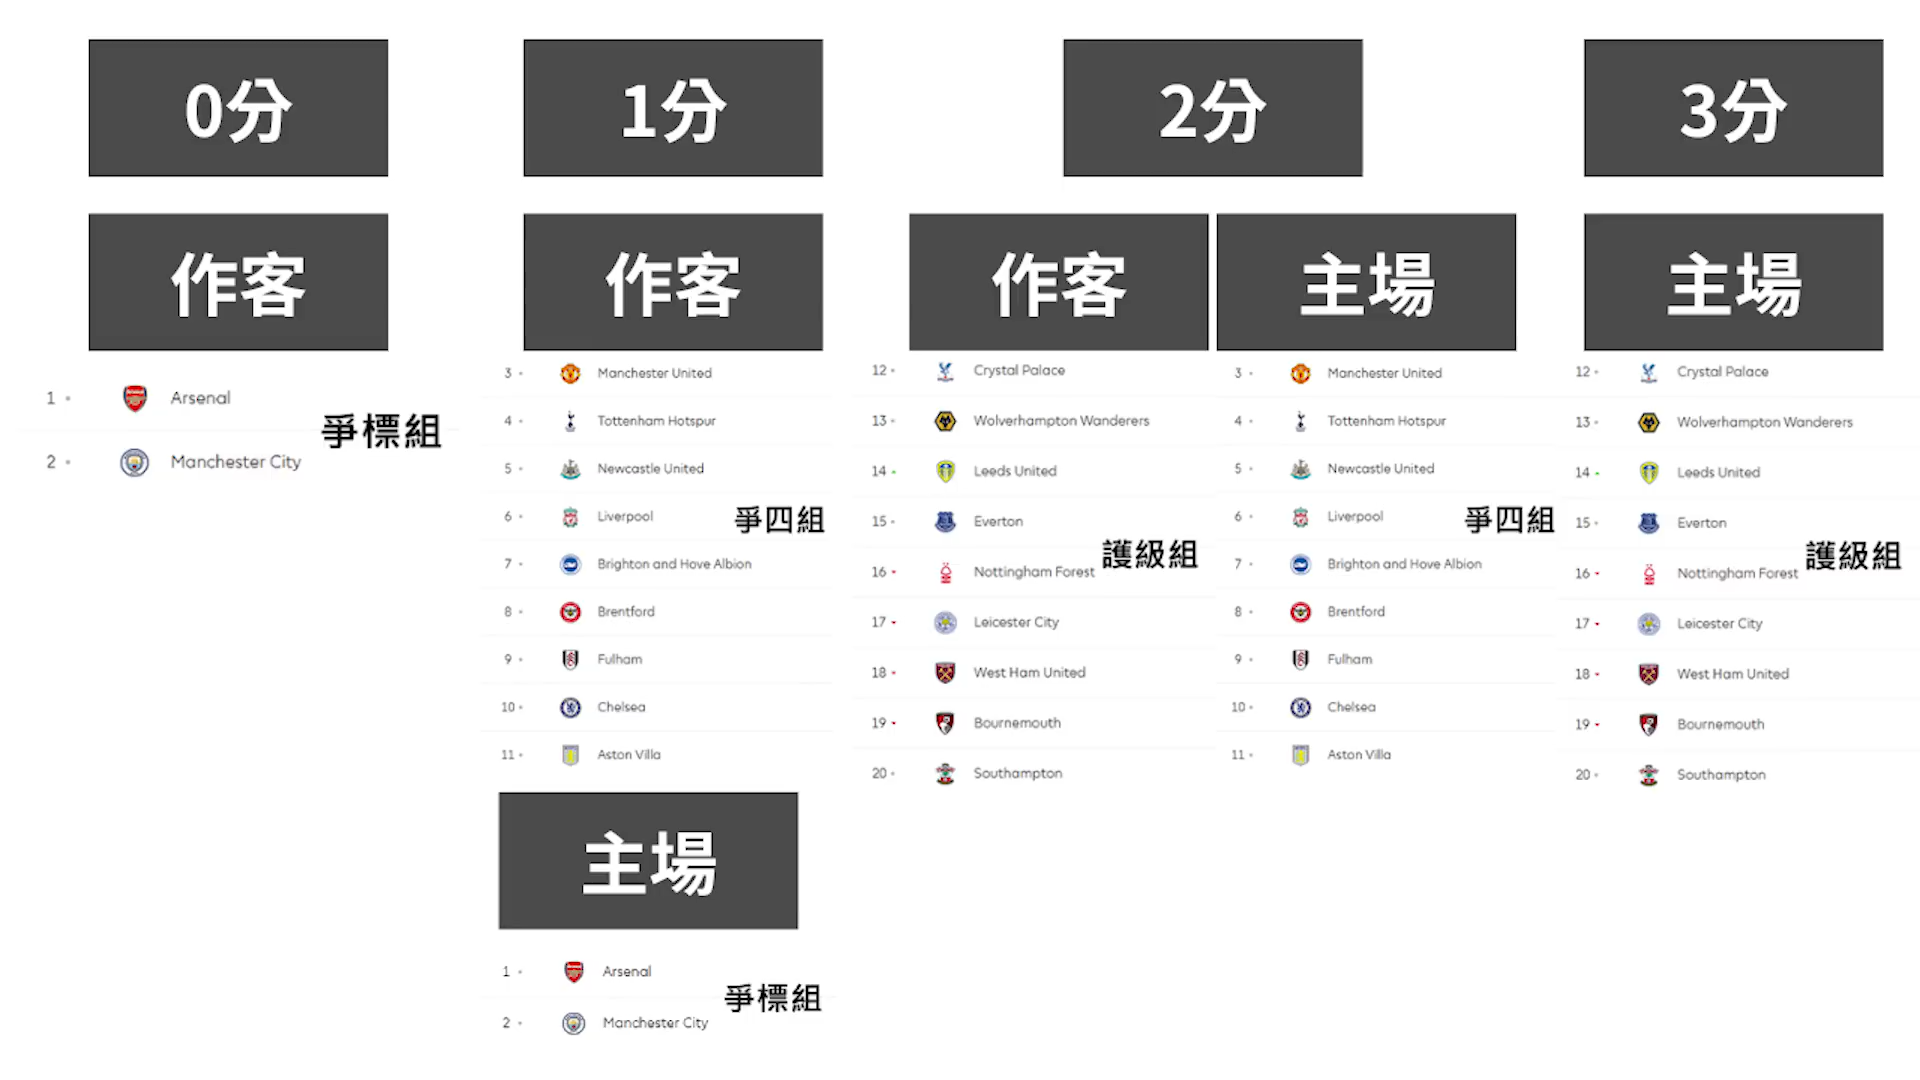 0分
作客
1 Arsenal
2 Manchester City
爭標組
1分
作客
3 Manchester United
4 Tottenham Hotspur
5 Newcastle United
6 Liverpool
7 Brighton and Hove Albion
8 Brentford
9 Fulham
10 Chelsea
11 Aston Villa
爭四組
主場
1 Arsenal
2 Manchester City
爭標組
2分
作客
12 Crystal Palace
13 Wolverhampton Wanderers
14 Leeds United
15 Everton
16 Nottingham Forest
17 Leicester City
18 West Ham United
19 Bournemouth
20 Southampton
護級組
主場
3 Manchester United
4 Tottenham Hotspur
5 Newcastle United
6 Liverpool
7 Brighton and Hove Albion
8 Brentford
9 Fulham
10 Chelsea
11 Aston Villa
爭四組
3分
主場
12 Crystal Palace
13 Wolverhampton Wanderers
14 Leeds United
15 Everton
16 Nottingham Forest
17 Leicester City
18 West Ham United
19 Bournemouth
20 Southampton
護級組